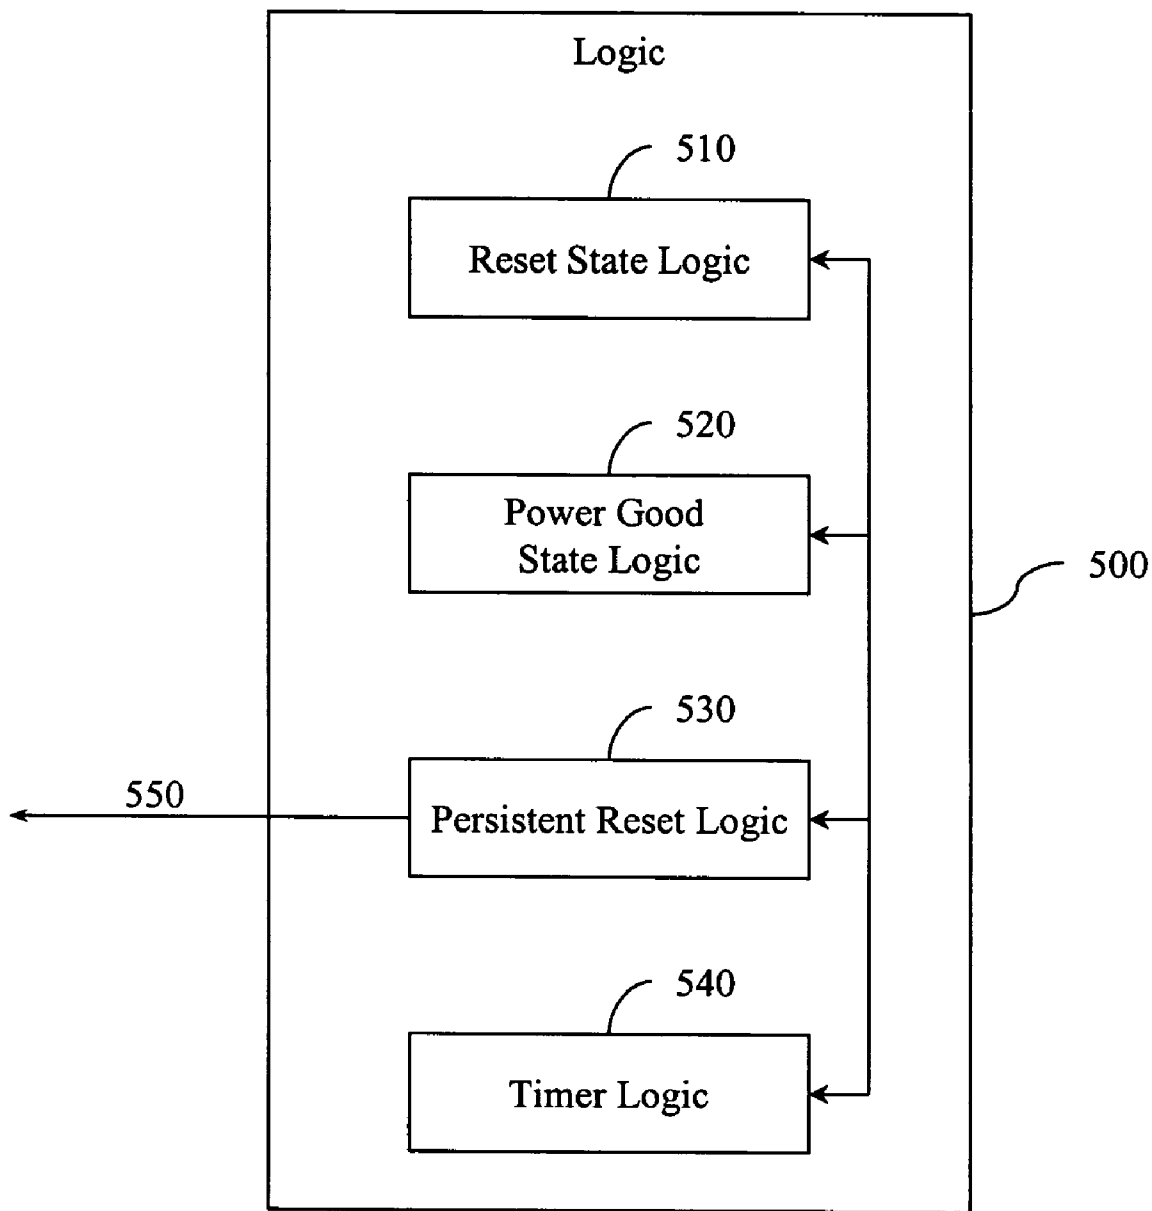 Logic
510
Reset State Logic
520
Power Good
State Logic
500
530
550
Persistent Reset Logic
540
Timer Logic